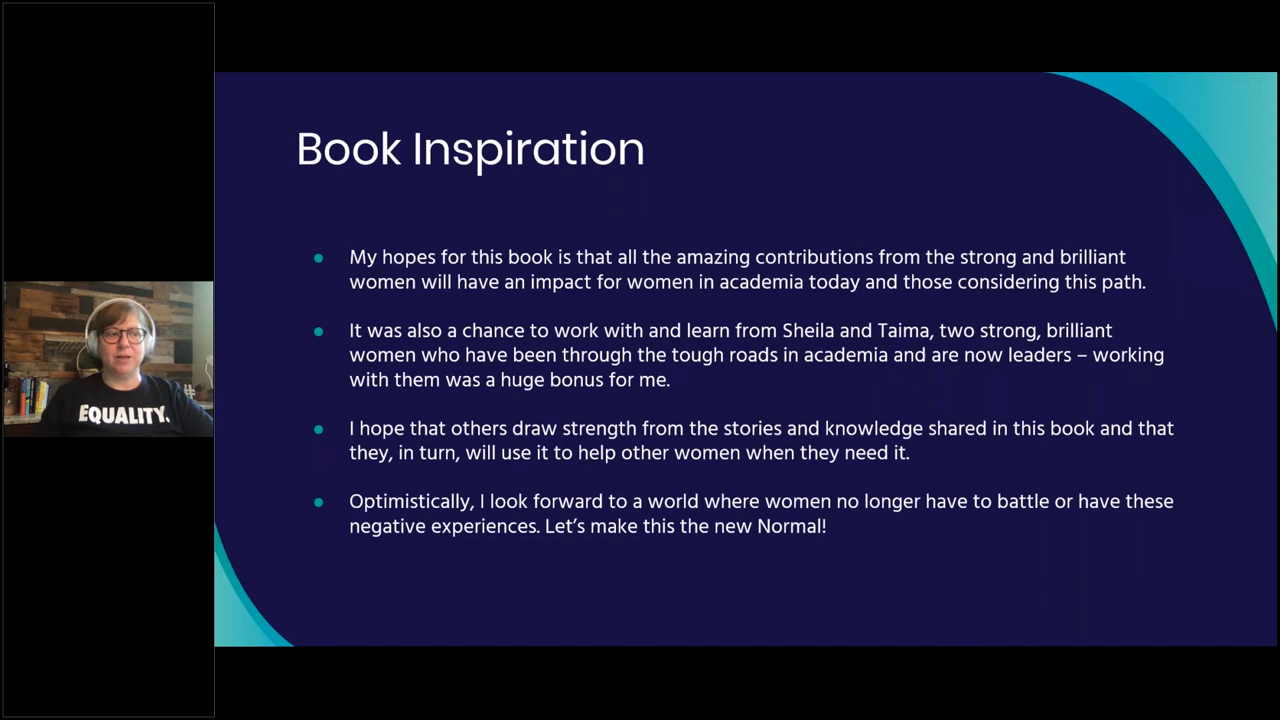 Book Inspiration
My hopes for this book is that all the amazing contributions from the strong and brilliant
women will have an impact for women in academia today and those considering this path.
It was also a chance to work with and learn from Sheila and Taima, two strong, brilliant
women who have been through the tough roads in academia and are now leaders – working
with them was a huge bonus for me.
I hope that others draw strength from the stories and knowledge shared in this book and that
they, in turn, will use it to help other women when they need it.
Optimistically, I look forward to a world where women no longer have to battle or have these
negative experiences. Let’s make this the new Normal!
EQUALITY.